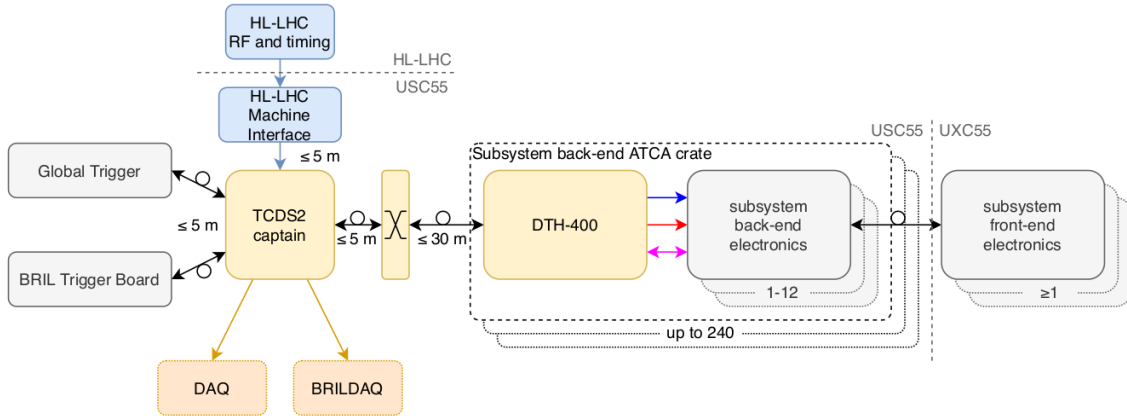 HL-LHC
RF and timing
HL-LHC
USC55
HL-LHC
Machine
Interface
≤ 5 m
Global Trigger
≤ 5 m
BRIL Trigger Board
TCDS2
captain
≤ 5 m
≤ 30 m
Subsystem back-end ATCA crate
DTH-400
subsystem
back-end
electronics
1-12
up to 240
USC55
UXC55
subsystem
front-end
electronics
≥1
DAQ
BRILDAQ